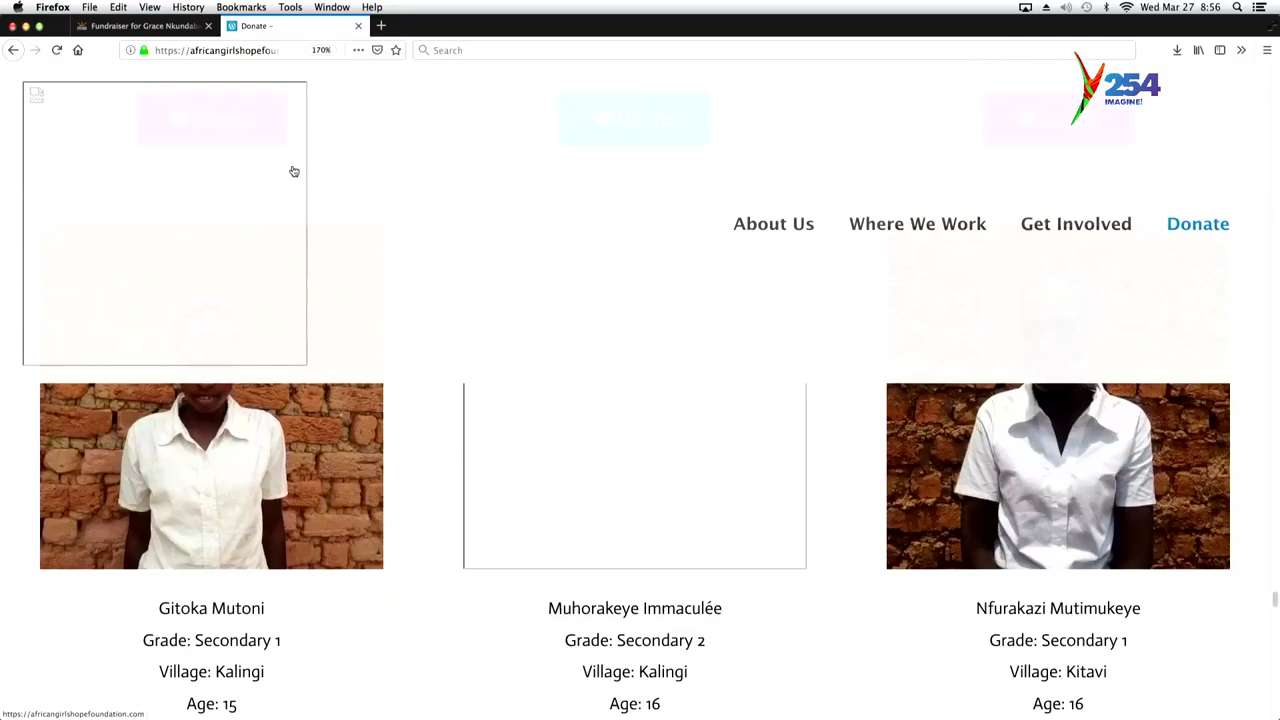 Firefox File Edit View History Bookmarks Tools Window Help Wed Mar 27 8:56
Fundraiser for Grace Nkundab
Donate –
https://africangirlshopefour 170% Search
254
IMAGINE!
About Us Where We Work Get Involved Donate
Gitoka Mutoni
Grade: Secondary 1
Village: Kalingi
Age: 15
Muhorakeye Immaculée
Grade: Secondary 2
Village: Kalingi
Age: 16
Nfurakazi Mutimukeye
Grade: Secondary 1
Village: Kitavi
Age: 16
https://africangirlshopefoundation.com